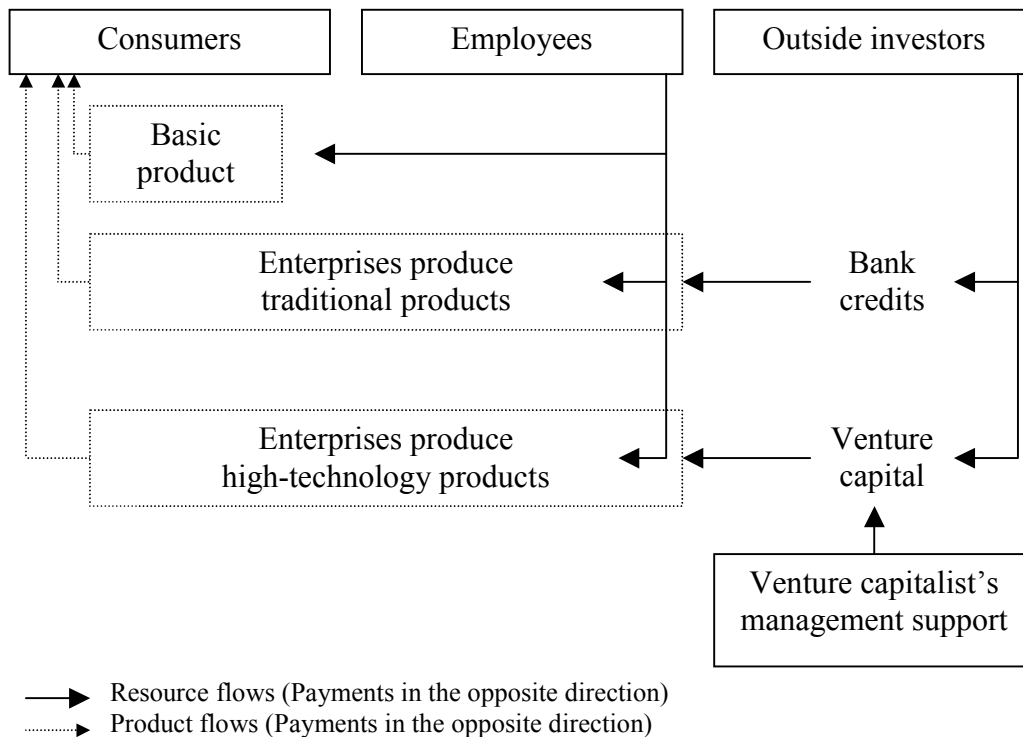 Consumers
Employees
Outside investors
Basic
product
Enterprises produce
traditional products
Bank
credits
Enterprises produce
high-technology products
Venture
capital
Venture capitalist’s
management support
Resource flows (Payments in the opposite direction)
Product flows (Payments in the opposite direction)